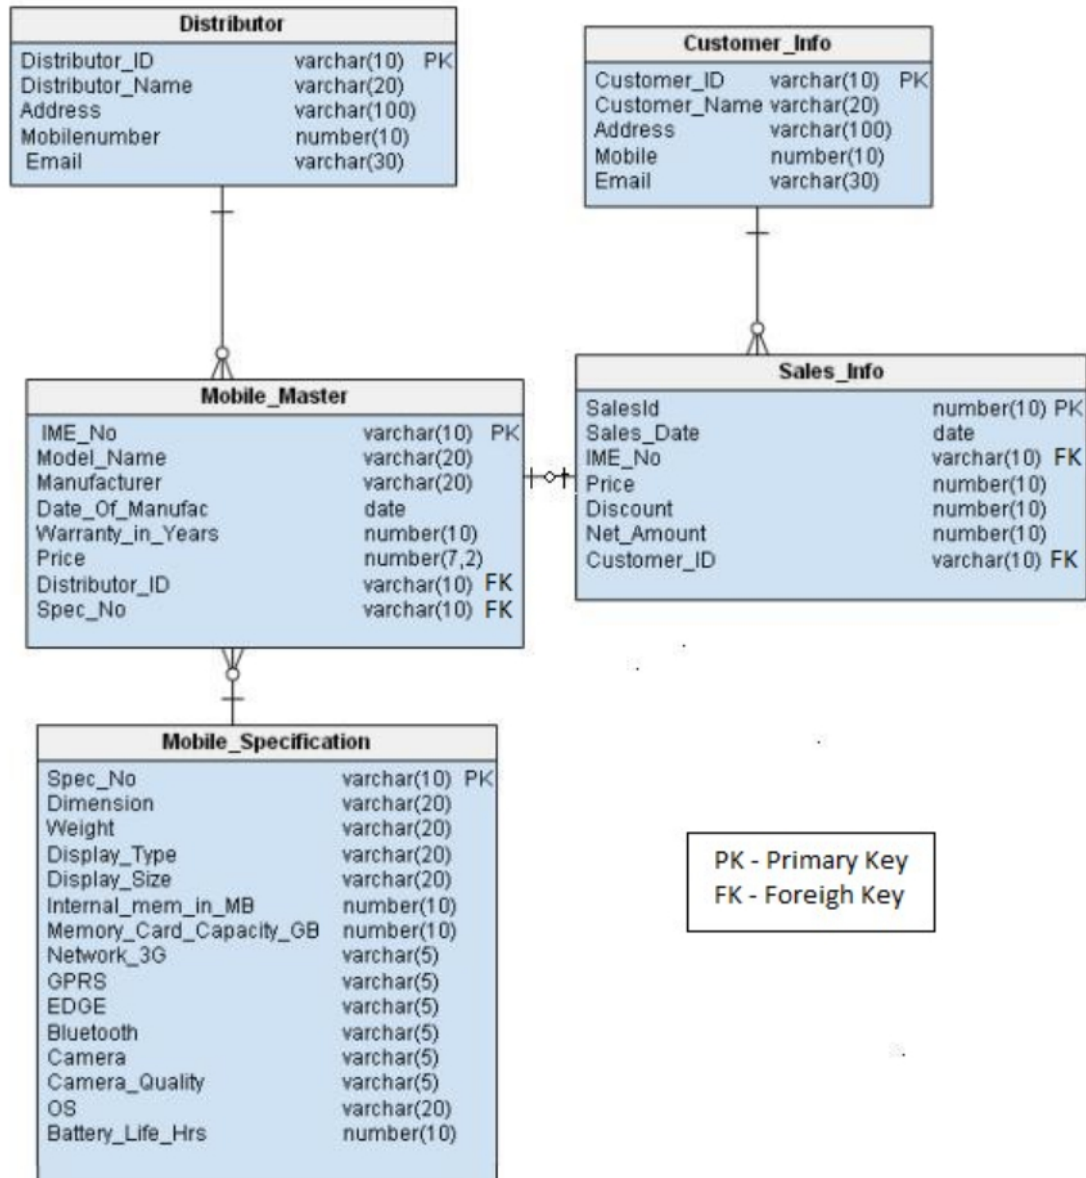 Distributor
Distributor_ID varchar(10) PK
Distributor_Name varchar(20)
Address varchar(100)
Mobilenumber number(10)
Email varchar(30)
Customer_Info
Customer_ID varchar(10) PK
Customer_Name varchar(20)
Address varchar(100)
Mobile number(10)
Email varchar(30)
Mobile_Master
IME_No varchar(10) PK
Model_Name varchar(20)
Manufacturer varchar(20)
Date_Of_Manufac date
Warranty_in_Years number(10)
Price number(7,2)
Distributor_ID varchar(10) FK
Spec_No varchar(10) FK
Sales_Info
SalesId number(10) PK
Sales_Date date
IME_No varchar(10) FK
Price number(10)
Discount number(10)
Net_Amount number(10)
Customer_ID varchar(10) FK
Mobile_Specification
Spec_No varchar(10) PK
Dimension varchar(20)
Weight varchar(20)
Display_Type varchar(20)
Display_Size varchar(20)
Internal_mem_in_MB number(10)
Memory_Card_Capacity_GB number(10)
Network_3G varchar(5)
GPRS varchar(5)
EDGE varchar(5)
Bluetooth varchar(5)
Camera varchar(5)
Camera_Quality varchar(5)
OS varchar(20)
Battery_Life_Hrs number(10)
PK - Primary Key
FK - Foreigh Key